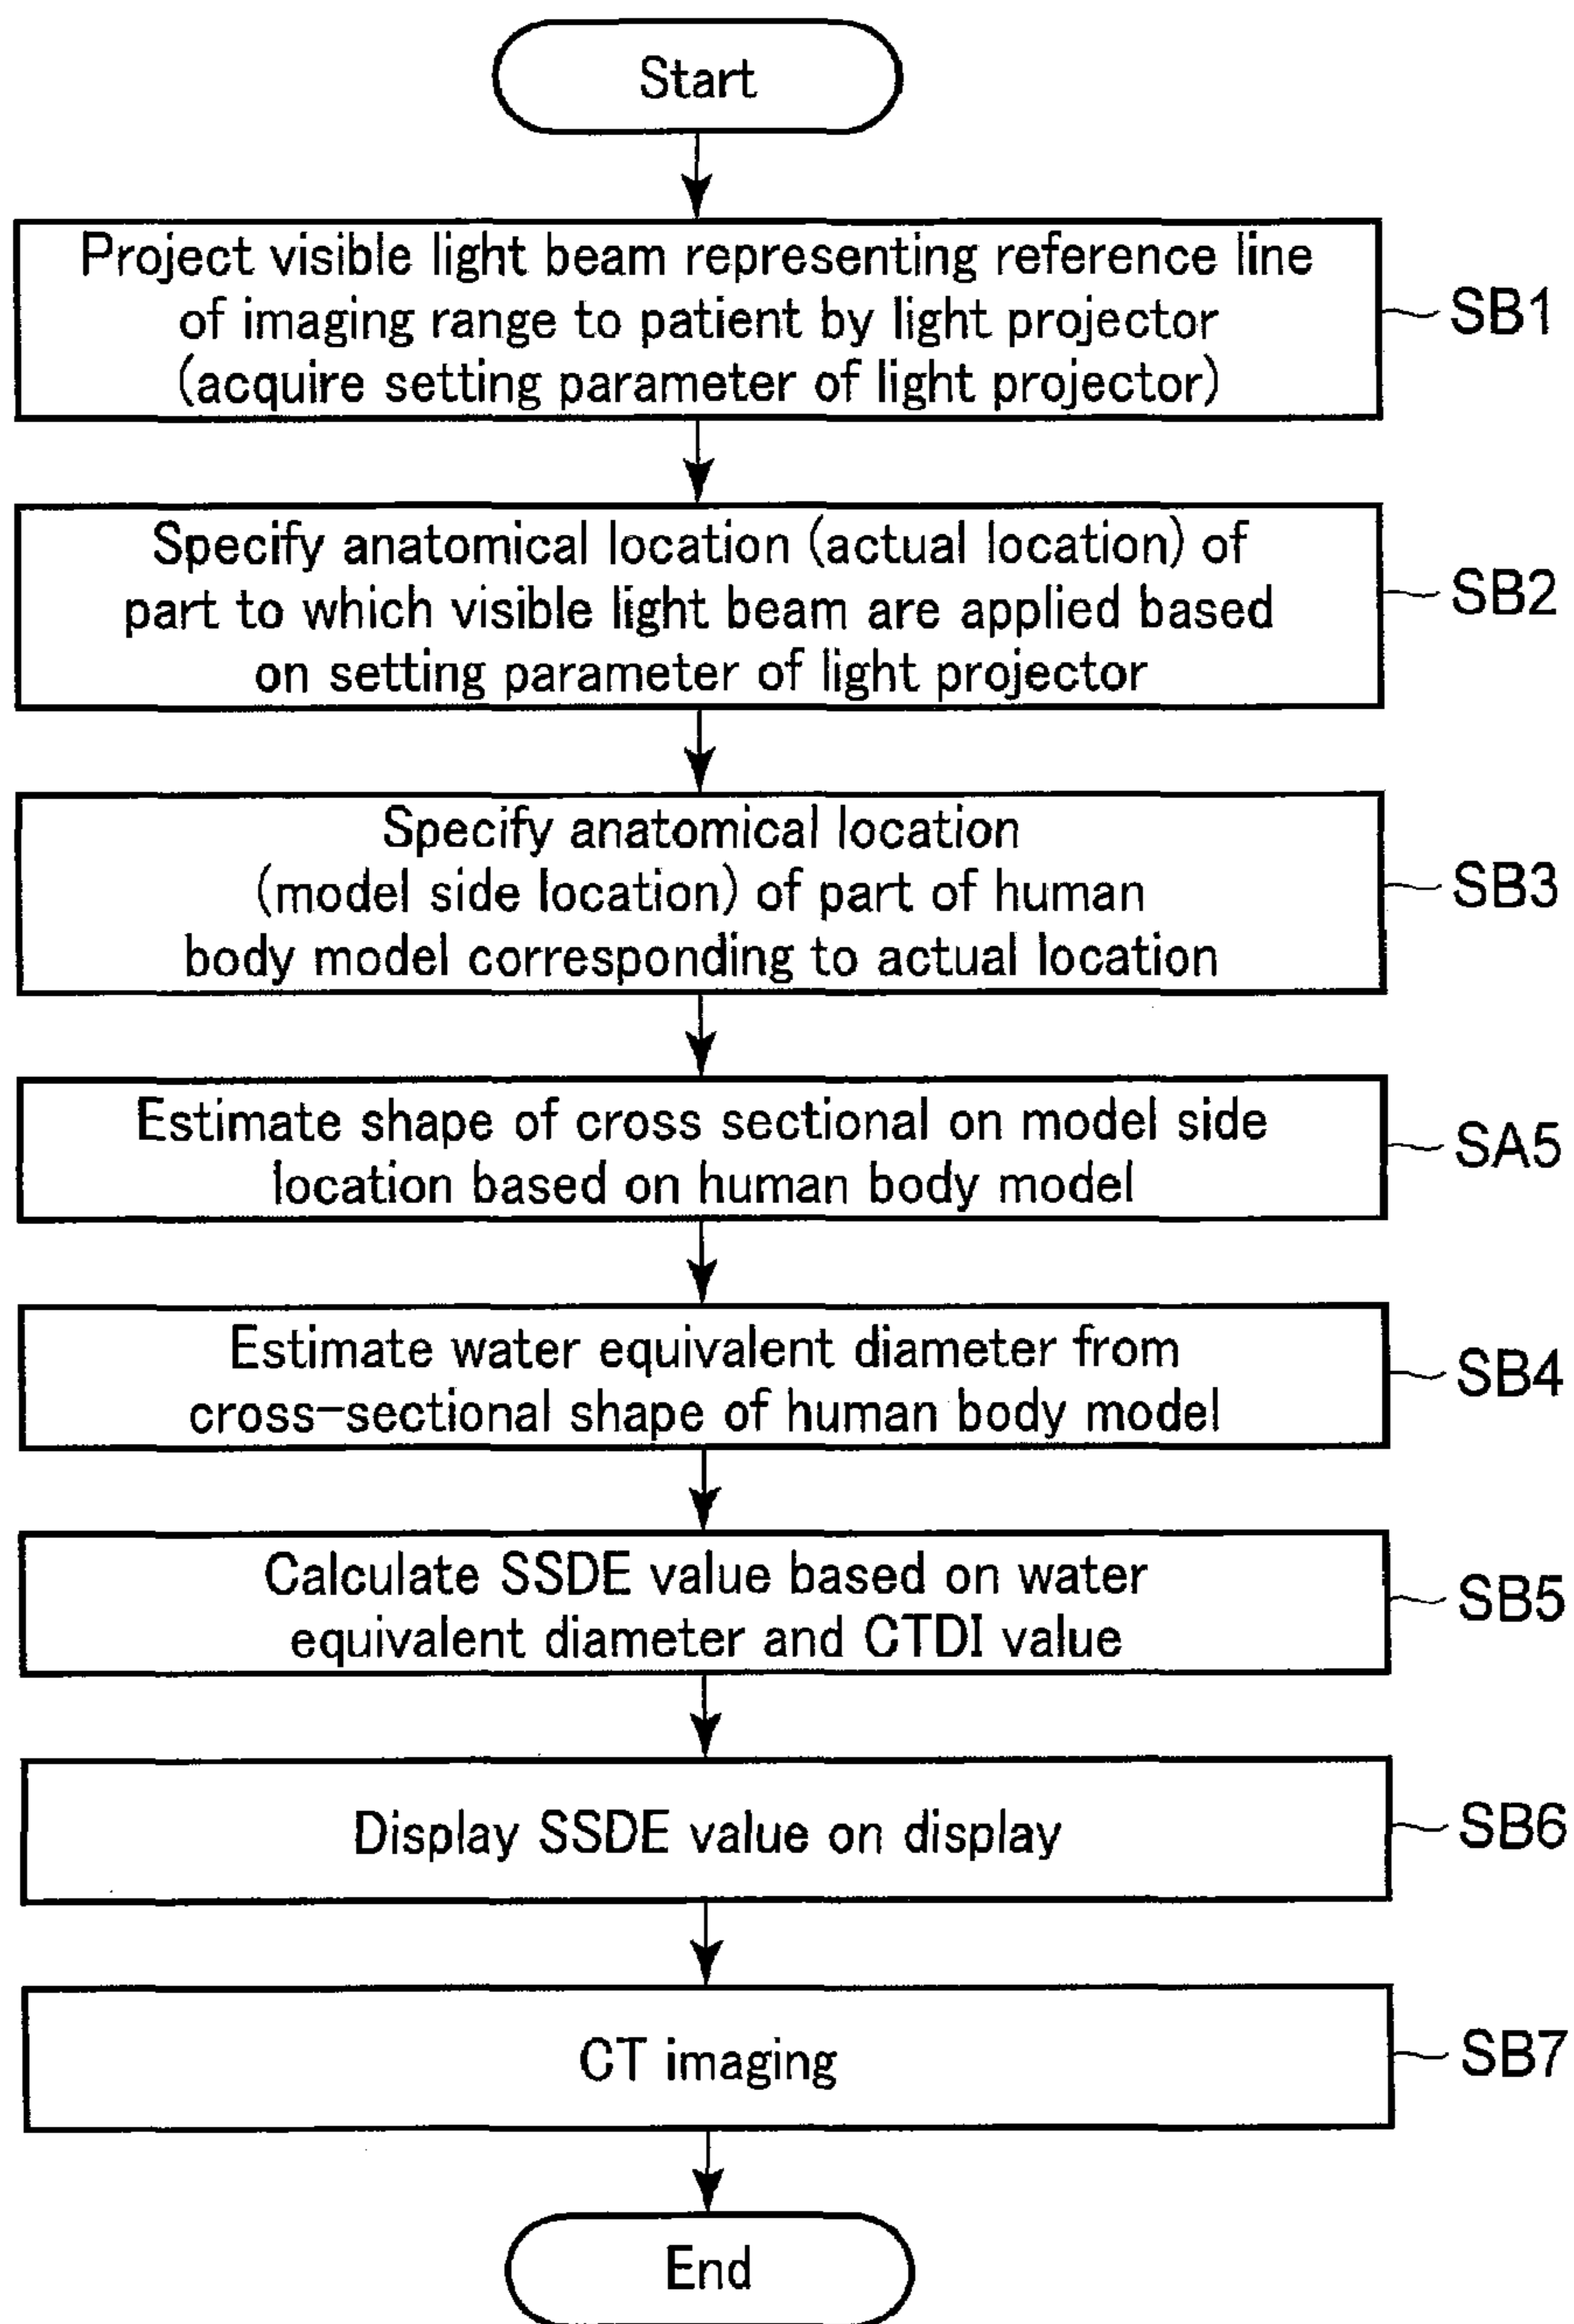 Start
Project visible light beam representing reference line
of imaging range to patient by light projector
(acquire setting parameter of light projector)
SB1
Specify anatomical location (actual location) of
part to which visible light beam are applied based
on setting parameter of light projector
SB2
Specify anatomical location
(model side location) of part of human
body model corresponding to actual location
SB3
Estimate shape of cross sectional on model side
location based on human body model
SA5
Estimate water equivalent diameter from
cross-sectional shape of human body model
SB4
Calculate SSDE value based on water
equivalent diameter and CTDI value
SB5
Display SSDE value on display
SB6
CT imaging
SB7
End